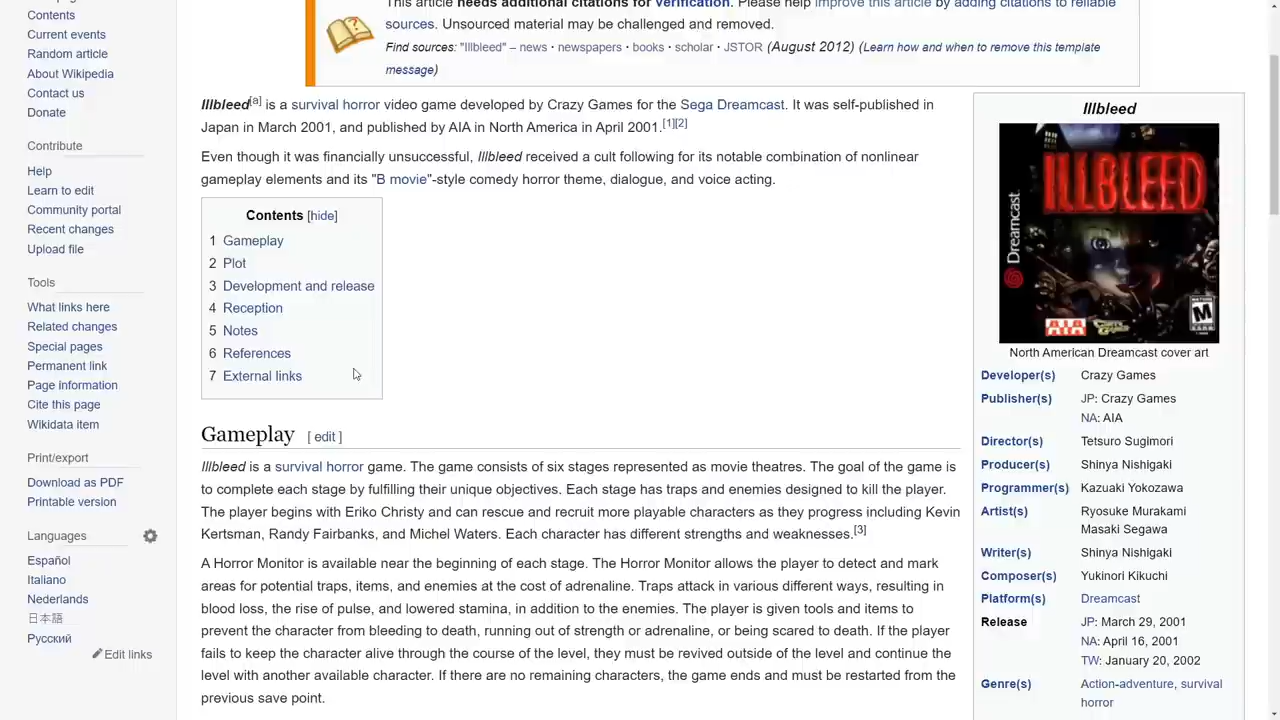 Contents
Current events
Random article
About Wikipedia
Contact us
Donate
Contribute
Help
Learn to edit
Community portal
Recent changes
Upload file
Tools
What links here
Related changes
Special pages
Permanent link
Page information
Cite this page
Wikidata item
Print/export
Download as PDF
Printable version
Languages
Español
Italiano
Nederlands
日本語
Русский
Edit links
This article needs additional citations for verification. Please help improve this article by adding citations to reliable
sources. Unsourced material may be challenged and removed.
Find sources: "Illbleed" – news · newspapers · books · scholar · JSTOR (August 2012) (Learn how and when to remove this template
message)
Illbleed[a] is a survival horror video game developed by Crazy Games for the Sega Dreamcast. It was self-published in
Japan in March 2001, and published by AIA in North America in April 2001.[1][2]
Even though it was financially unsuccessful, Illbleed received a cult following for its notable combination of nonlinear
gameplay elements and its "B movie"-style comedy horror theme, dialogue, and voice acting.
Contents [hide]
1 Gameplay
2 Plot
3 Development and release
4 Reception
5 Notes
6 References
7 External links
Gameplay [ edit ]
Illbleed is a survival horror game. The game consists of six stages represented as movie theatres. The goal of the game is
to complete each stage by fulfilling their unique objectives. Each stage has traps and enemies designed to kill the player.
The player begins with Eriko Christy and can rescue and recruit more playable characters as they progress including Kevin
Kertsman, Randy Fairbanks, and Michel Waters. Each character has different strengths and weaknesses.[3]
A Horror Monitor is available near the beginning of each stage. The Horror Monitor allows the player to detect and mark
areas for potential traps, items, and enemies at the cost of adrenaline. Traps attack in various different ways, resulting in
blood loss, the rise of pulse, and lowered stamina, in addition to the enemies. The player is given tools and items to
prevent the character from bleeding to death, running out of strength or adrenaline, or being scared to death. If the player
fails to keep the character alive through the course of the level, they must be revived outside of the level and continue the
level with another available character. If there are no remaining characters, the game ends and must be restarted from the
previous save point.
Illbleed
Dreamcast.
ILLBLEED
AIA
M
North American Dreamcast cover art
Developer(s) Crazy Games
Publisher(s) JP: Crazy Games
NA: AIA
Director(s) Tetsuro Sugimori
Producer(s) Shinya Nishigaki
Programmer(s) Kazuaki Yokozawa
Artist(s) Ryosuke Murakami
Masaki Segawa
Writer(s) Shinya Nishigaki
Composer(s) Yukinori Kikuchi
Platform(s) Dreamcast
Release JP: March 29, 2001
NA: April 16, 2001
TW: January 20, 2002
Genre(s) Action-adventure, survival
horror